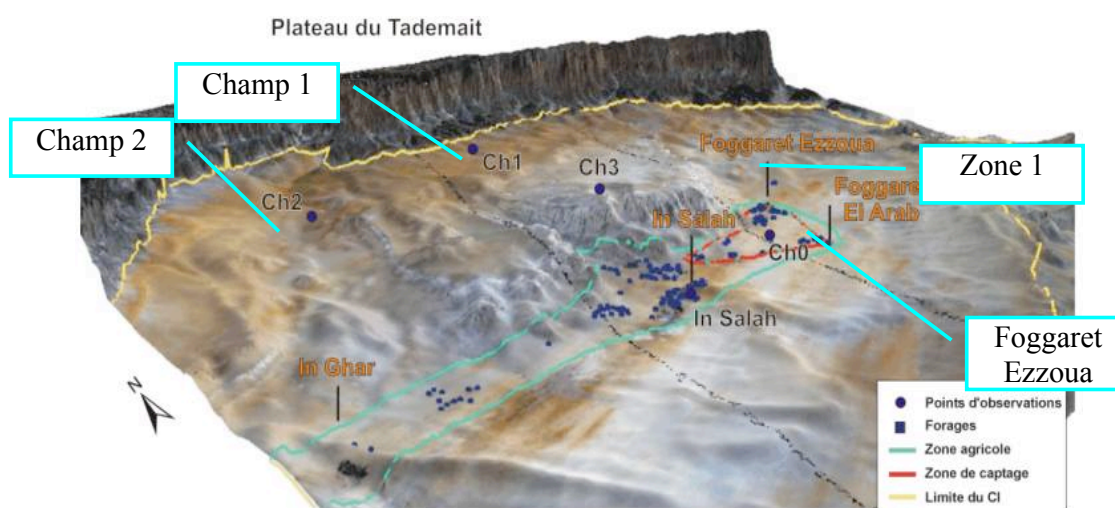 Plateau du Tademait
Champ 1
Champ 2
Ch1
Foggaret Ezzoua
Zone 1
Ch3
Foggaret
El Arab
Ch2
In Salah
Ch0
In Salah
Foggaret
Ezzoua
In Ghar
N
Points d'observations
Forages
Zone agricole
Zone de captage
Limite du CI